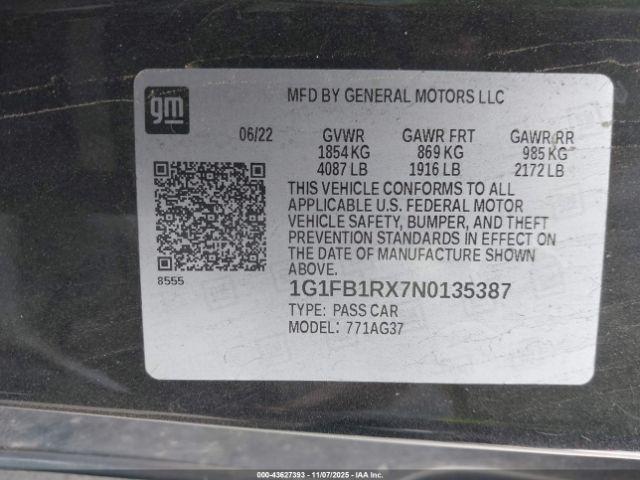 gm
MFD BY GENERAL MOTORS LLC
06/22 GVWR GAWR FRT GAWR RR
1854 KG 869 KG 985 KG
4087 LB 1916 LB 2172 LB
THIS VEHICLE CONFORMS TO ALL
APPLICABLE U.S. FEDERAL MOTOR
VEHICLE SAFETY, BUMPER, AND THEFT
PREVENTION STANDARDS IN EFFECT ON
THE DATE OF MANUFACTURE SHOWN
ABOVE.
8555
1G1FB1RX7N0135387
TYPE: PASS CAR
MODEL: 771AG37
000-43627393 - 11/07/2025 - IAAI.COM